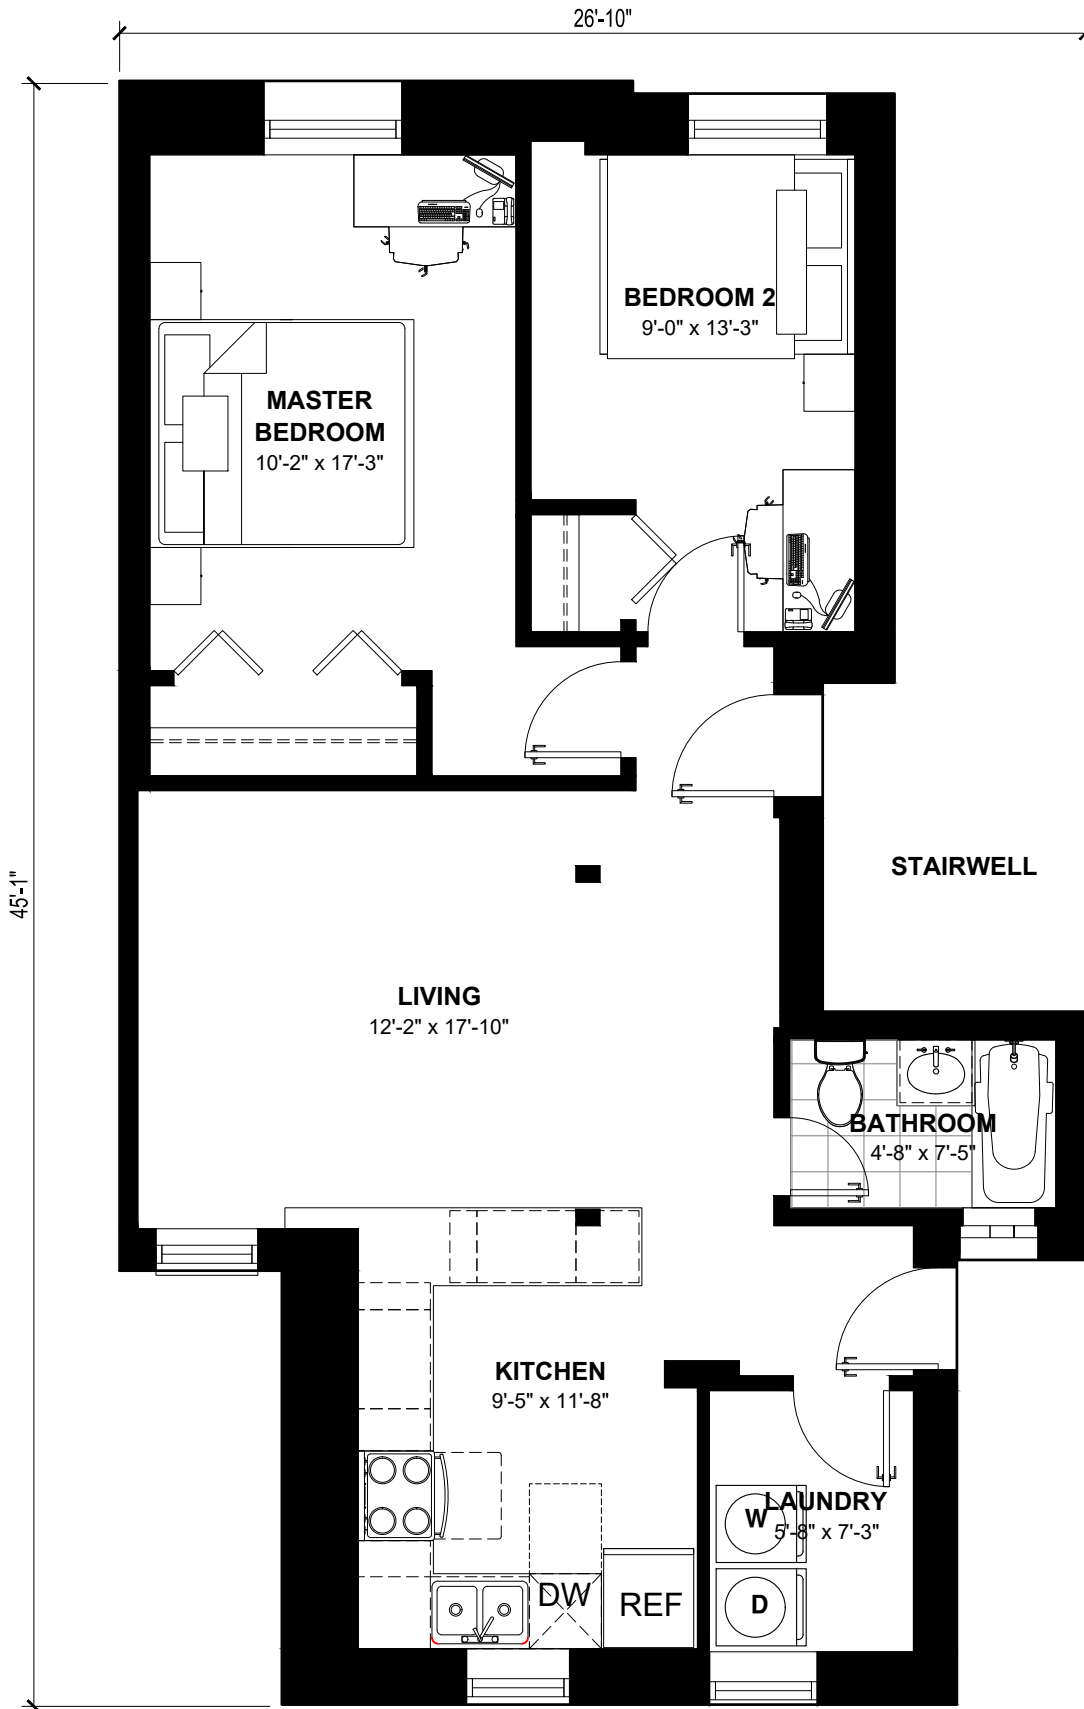 26'-10"
45'-1"
BEDROOM 2
9'-0" x 13'-3"
MASTER
BEDROOM
10'-2" x 17'-3"
STAIRWELL
LIVING
12'-2" x 17'-10"
BATHROOM
4'-8" x 7'-5"
KITCHEN
9'-5" x 11'-8"
LAUNDRY
5'-8" x 7'-3"
W
D
DW
REF